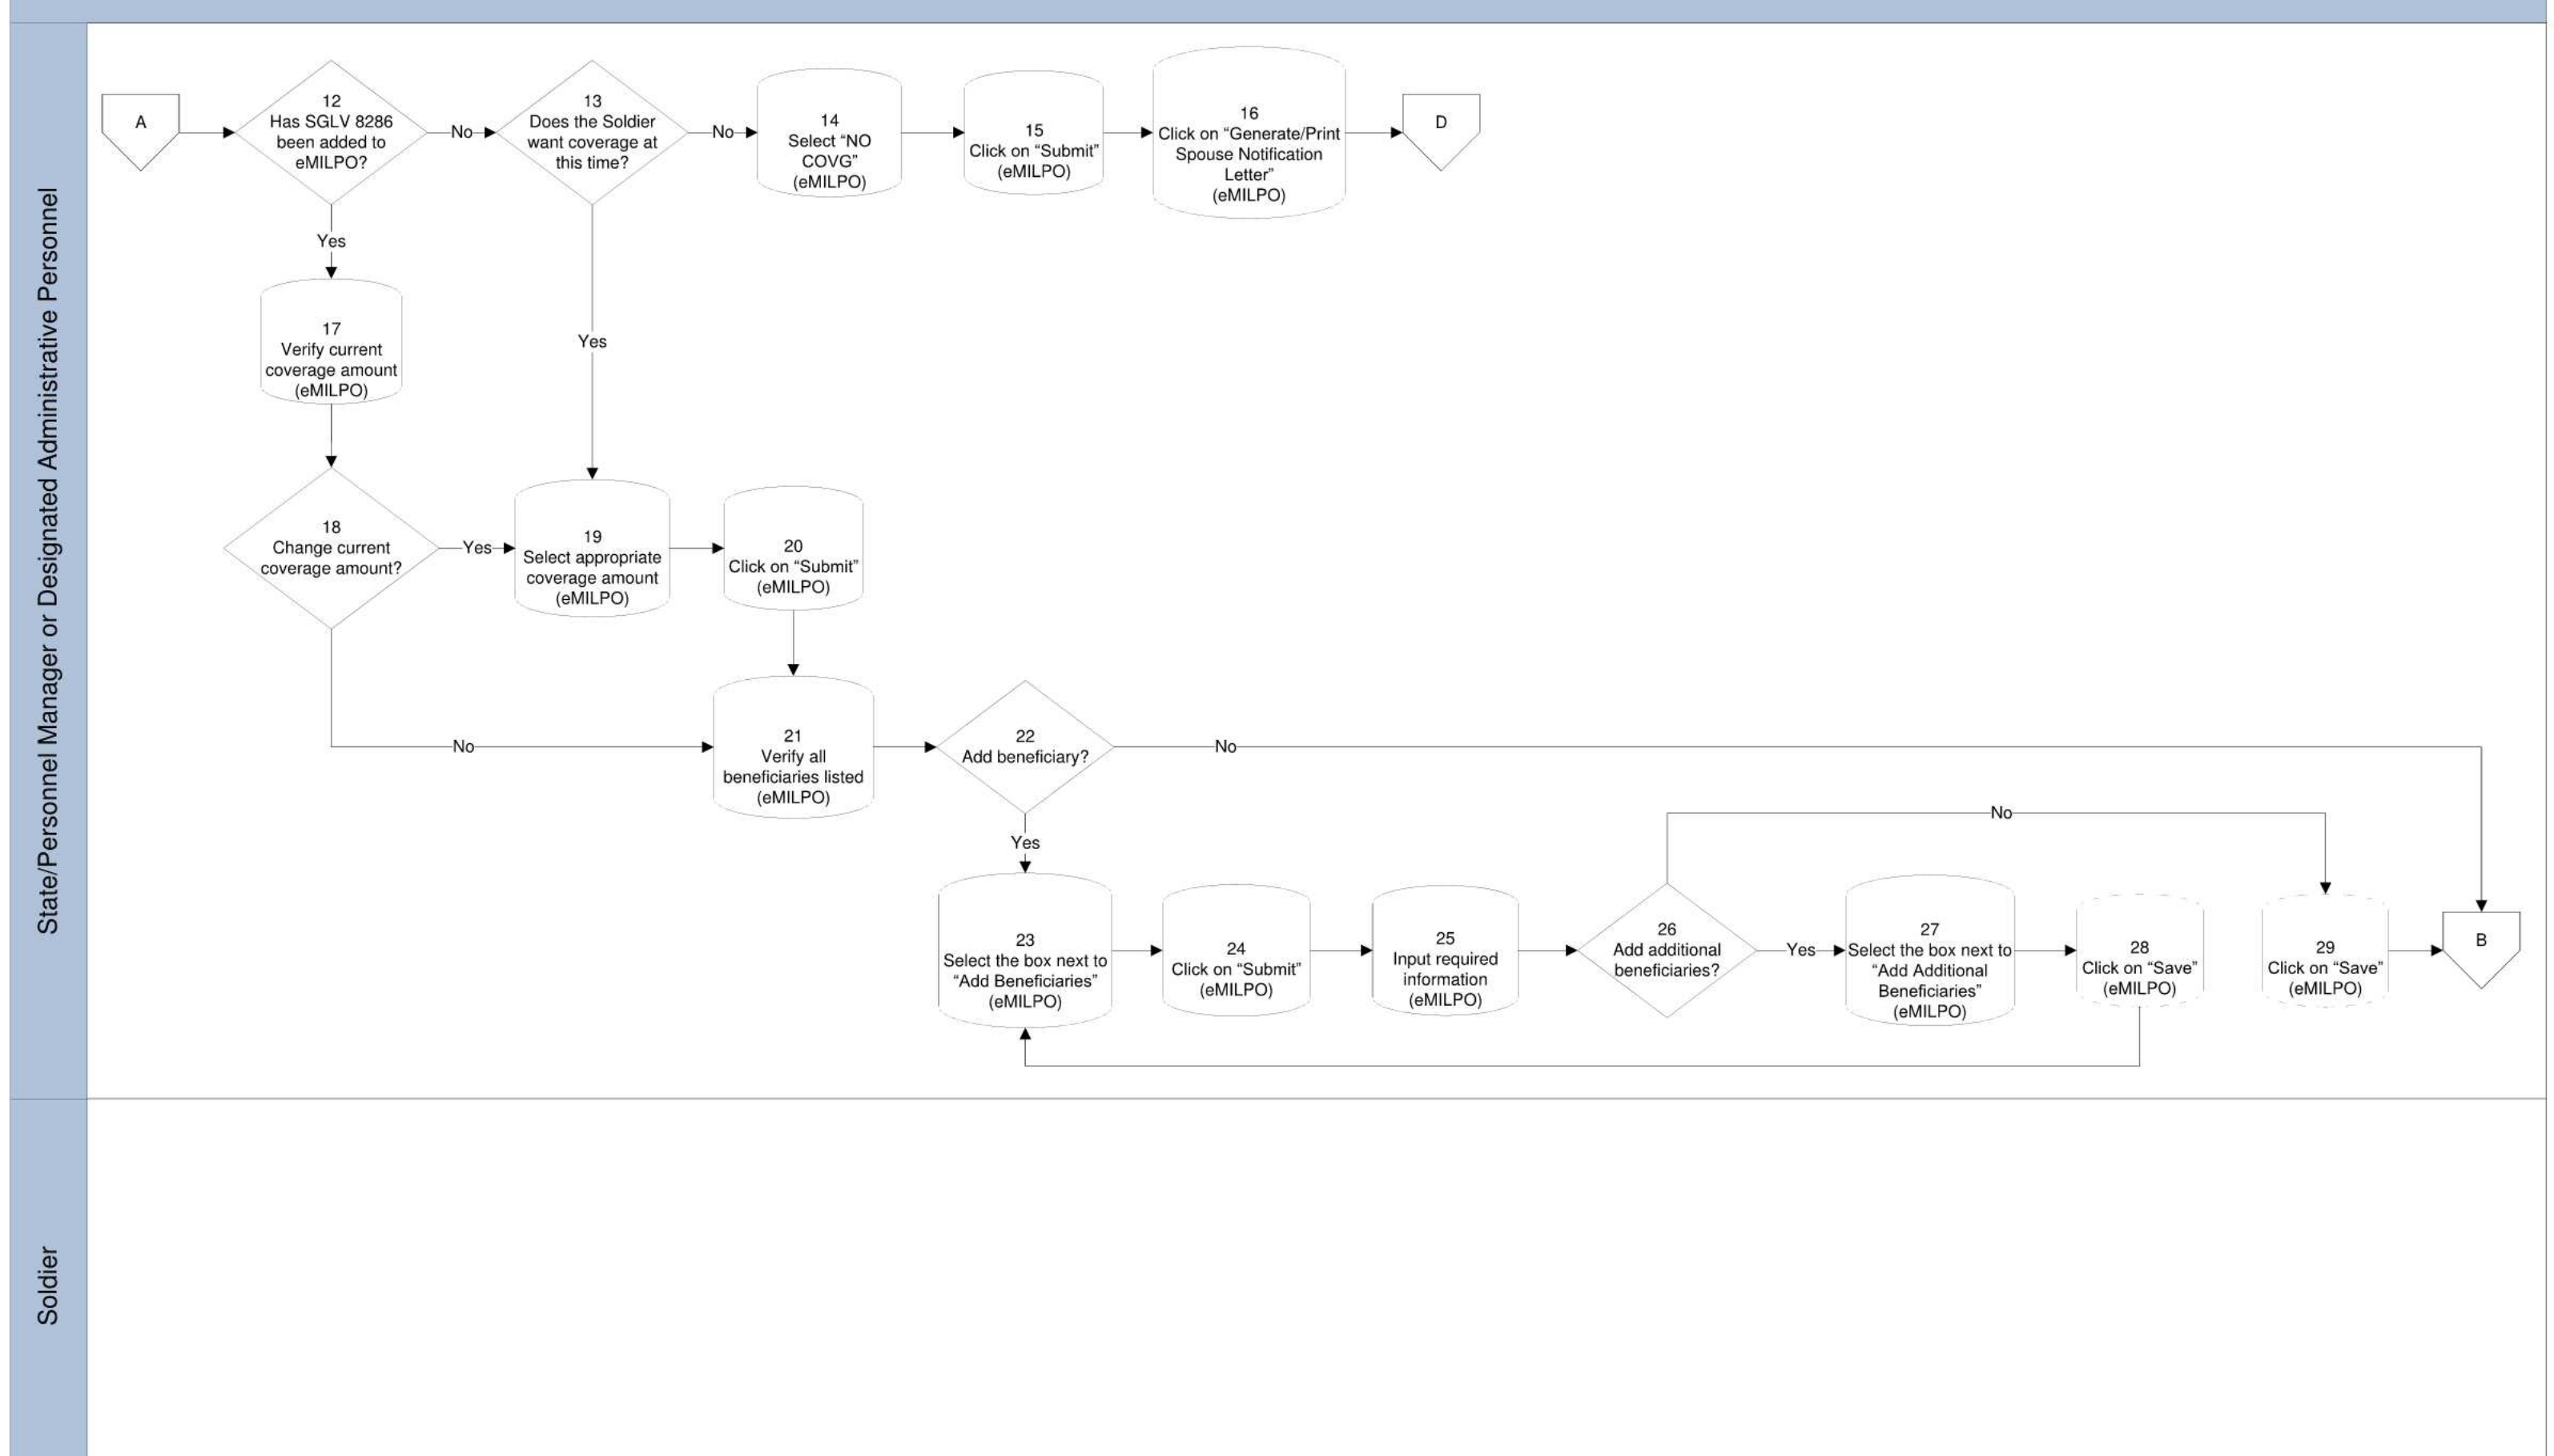 State/Personnel Manager or Designated Administrative Personnel
A
12
Has SGLV 8286
been added to
eMILPO?
No
13
Does the Soldier
want coverage at
this time?
No
14
Select “NO
COVG”
(eMILPO)
15
Click on “Submit”
(eMILPO)
16
Click on “Generate/Print
Spouse Notification
Letter”
(eMILPO)
D
Yes
17
Verify current
coverage amount
(eMILPO)
Yes
18
Change current
coverage amount?
Yes
19
Select appropriate
coverage amount
(eMILPO)
20
Click on “Submit”
(eMILPO)
No
21
Verify all
beneficiaries listed
(eMILPO)
22
Add beneficiary?
No
Yes
No
23
Select the box next to
“Add Beneficiaries”
(eMILPO)
24
Click on “Submit”
(eMILPO)
25
Input required
information
(eMILPO)
26
Add additional
beneficiaries?
Yes
27
Select the box next to
“Add Additional
Beneficiaries”
(eMILPO)
28
Click on “Save”
(eMILPO)
29
Click on “Save”
(eMILPO)
B
Soldier